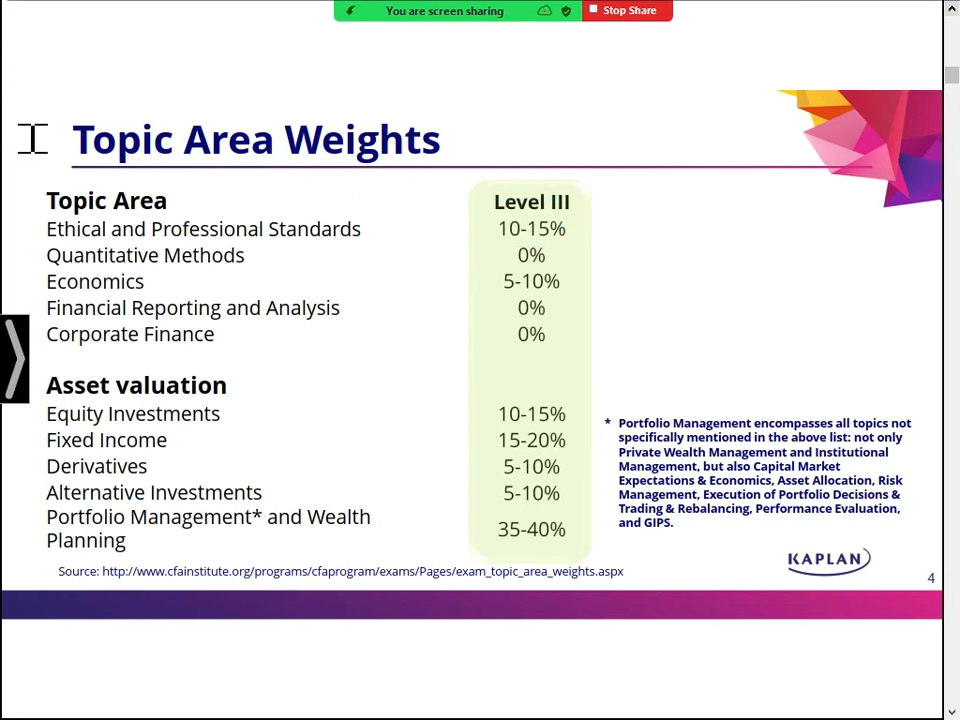 You are screen sharing
Stop Share
Topic Area Weights
Topic Area Level III
Ethical and Professional Standards 10-15%
Quantitative Methods 0%
Economics 5-10%
Financial Reporting and Analysis 0%
Corporate Finance 0%
Asset valuation
Equity Investments 10-15%
Fixed Income 15-20%
Derivatives 5-10%
Alternative Investments 5-10%
Portfolio Management* and Wealth
Planning 35-40%
* Portfolio Management encompasses all topics not
specifically mentioned in the above list: not only
Private Wealth Management and Institutional
Management, but also Capital Market
Expectations & Economics, Asset Allocation, Risk
Management, Execution of Portfolio Decisions &
Trading & Rebalancing, Performance Evaluation,
and GIPS.
Source: http://www.cfainstitute.org/programs/cfaprogram/exams/Pages/exam_topic_area_weights.aspx
KAPLAN
4